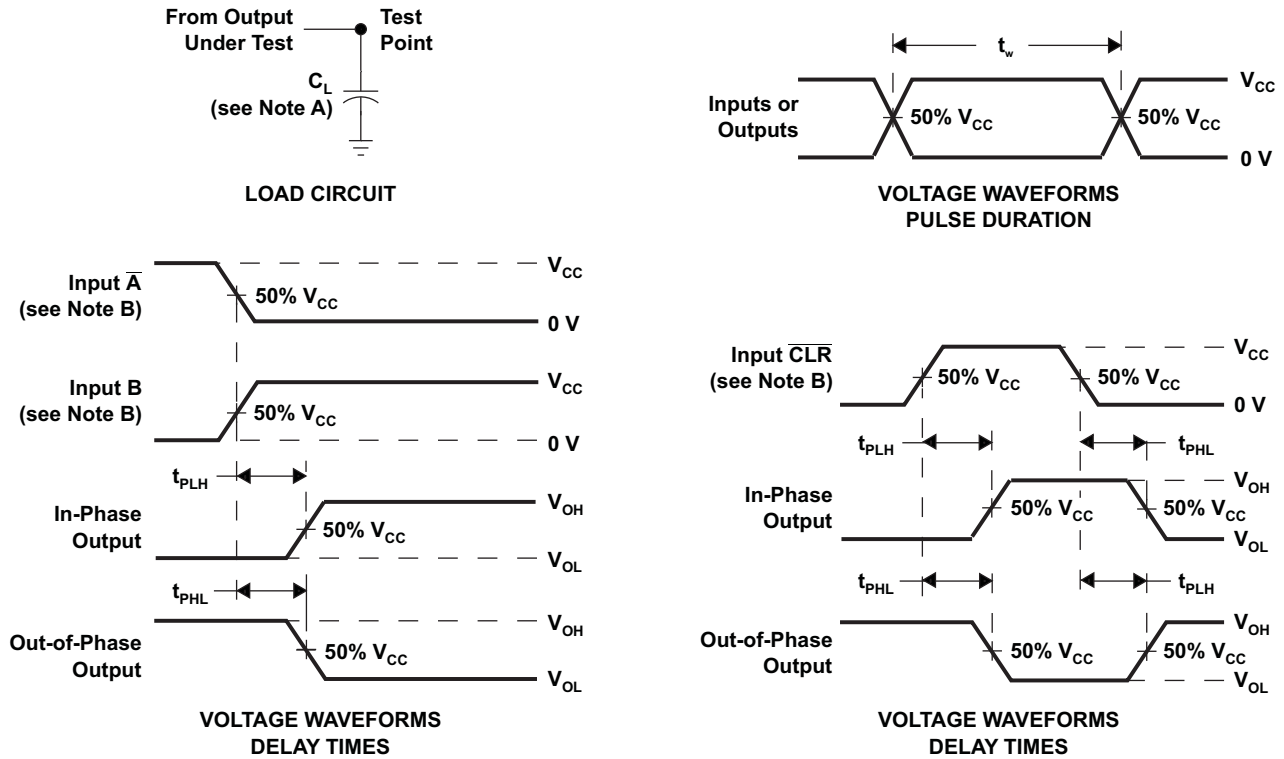 From Output
Under Test
Test
Point
C_L
(see Note A)
LOAD CIRCUIT
t_w
Inputs or
Outputs
50% V_CC
50% V_CC
V_CC
0 V
VOLTAGE WAVEFORMS
PULSE DURATION
Input A̅
(see Note B)
50% V_CC
V_CC
0 V
Input B
(see Note B)
50% V_CC
V_CC
0 V
t_PLH
In-Phase
Output
50% V_CC
V_OH
V_OL
t_PHL
Out-of-Phase
Output
50% V_CC
V_OH
V_OL
VOLTAGE WAVEFORMS
DELAY TIMES
Input C̅L̅R̅
(see Note B)
50% V_CC
50% V_CC
V_CC
0 V
t_PLH
t_PHL
In-Phase
Output
50% V_CC
50%
V_CC
V_OH
V_OL
t_PHL
t_PLH
Out-of-Phase
Output
50% V_CC
50%
V_CC
V_OH
V_OL
VOLTAGE WAVEFORMS
DELAY TIMES